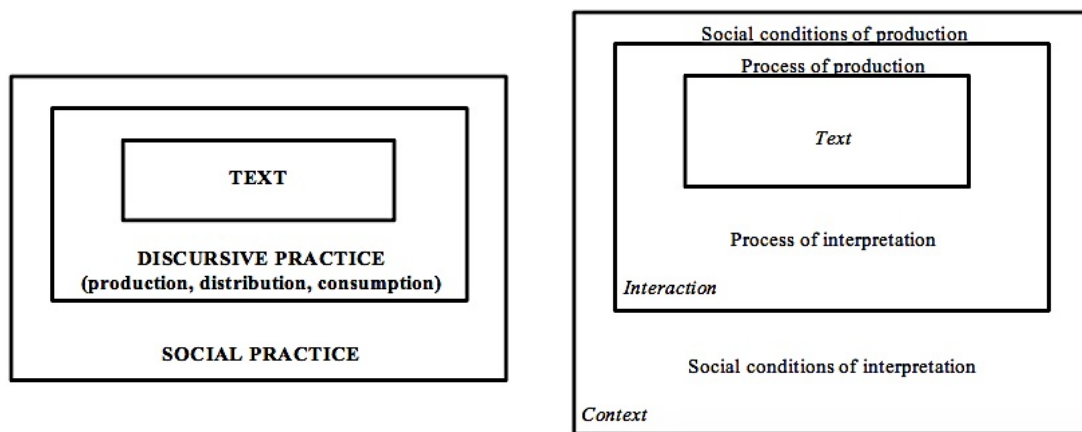 TEXT
DISCURSIVE PRACTICE
(production, distribution, consumption)
SOCIAL PRACTICE
Social conditions of production
Process of production
Text
Process of interpretation
Interaction
Social conditions of interpretation
Context